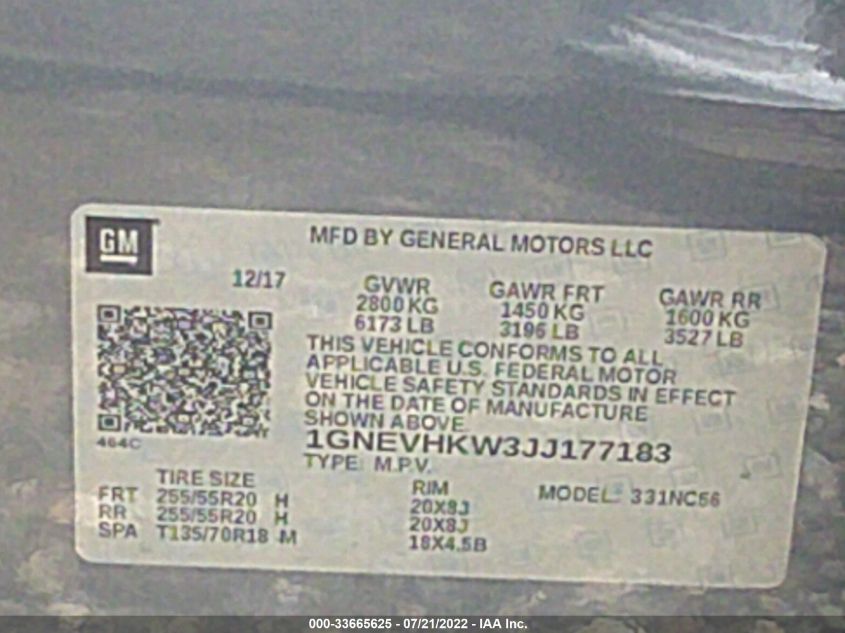 GM
MFD BY GENERAL MOTORS LLC
12/17
GVWR GAWR FRT GAWR RR
2800 KG 1450 KG 1600 KG
6173 LB 3196 LB 3527 LB
THIS VEHICLE CONFORMS TO ALL
APPLICABLE U.S. FEDERAL MOTOR
VEHICLE SAFETY STANDARDS IN EFFECT
ON THE DATE OF MANUFACTURE
SHOWN ABOVE.
464C
1GNEVHKW3JJ177183
TYPE: M.P.V.
TIRE SIZE RIM MODEL: 331NC56
FRT 255/55R20 H 20X8J
RR 255/55R20 H 20X8J
SPA T135/70R18 M 18X4.5B
000-33665625 - 07/21/2022 - IAA Inc.